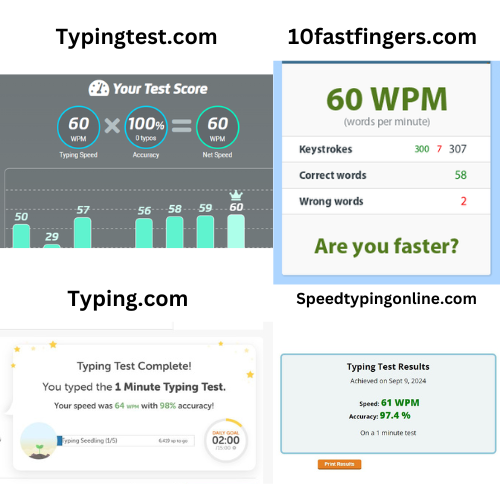 Typingtest.com
Your Test Score
60 WPM × 100% 0 typos = 60 WPM
Typing Speed Accuracy Net Speed
50 29 57 56 58 59 60
10fastfingers.com
60 WPM
(words per minute)
Keystrokes 300 7 307
Correct words 58
Wrong words 2
Are you faster?
Typing.com
Typing Test Complete!
You typed the 1 Minute Typing Test.
Your speed was 64 WPM with 98% accuracy!
Typing Seedling (1/5)
DAILY GOAL
02:00
Speedtypingonline.com
Typing Test Results
Achieved on Sept 9, 2024
Speed: 61 WPM
Accuracy: 97.4 %
On a 1 minute test
Print Results